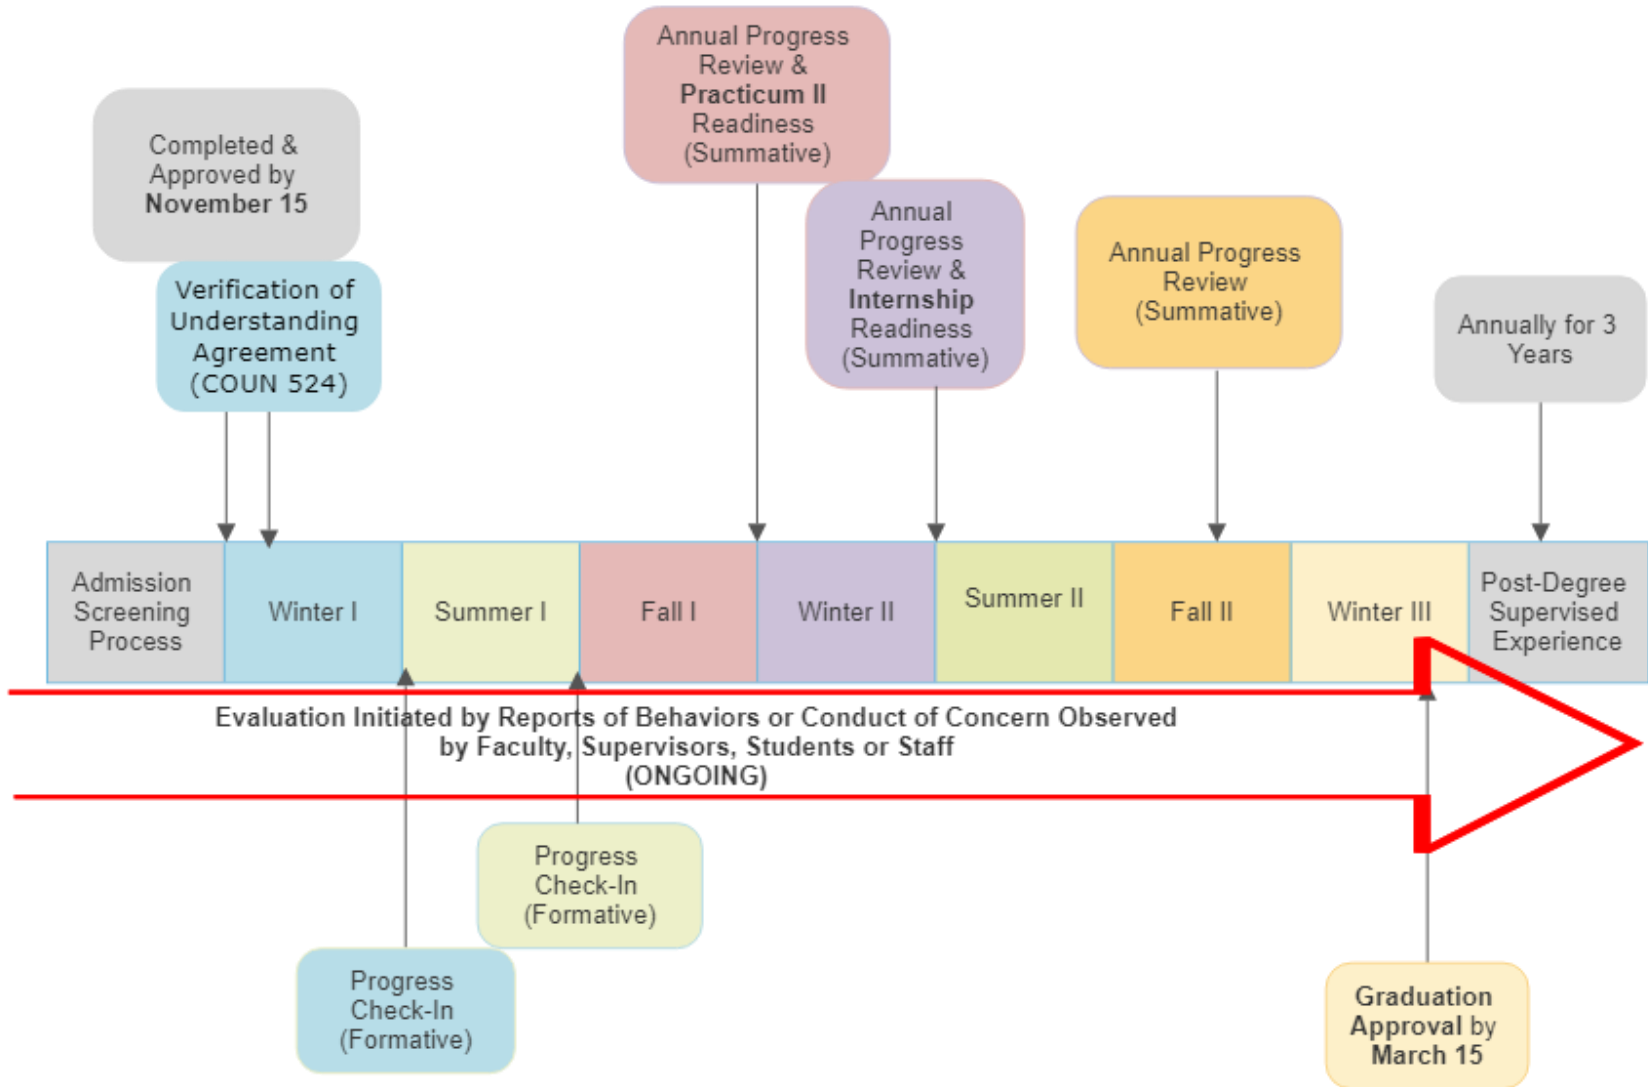 Annual Progress
Review &
Practicum II
Readiness
(Summative)
Completed &
Approved by
November 15
Verification of
Understanding
Agreement
(COUN 524)
Annual
Progress
Review &
Internship
Readiness
(Summative)
Annual Progress
Review
(Summative)
Annually for 3
Years
Admission
Screening
Process
Winter I
Summer I
Fall I
Winter II
Summer II
Fall II
Winter III
Post-Degree
Supervised
Experience
Evaluation Initiated by Reports of Behaviors or Conduct of Concern Observed
by Faculty, Supervisors, Students or Staff
(ONGOING)
Progress
Check-In
(Formative)
Progress
Check-In
(Formative)
Graduation
Approval by
March 15